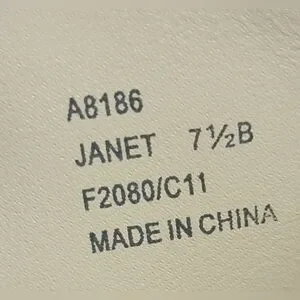 A8186
JANET 7½B
F2080/C11
MADE IN CHINA